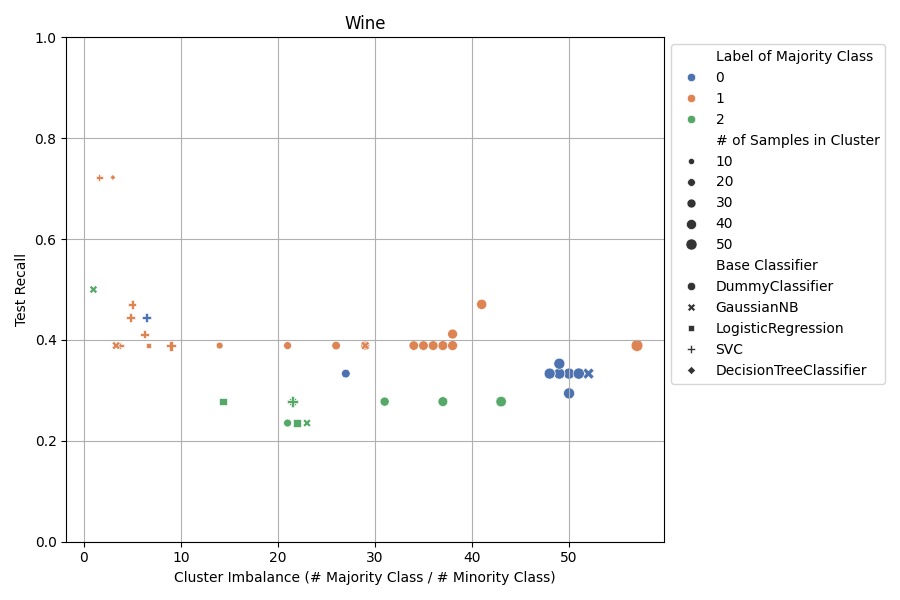 Wine
1.0
0.8
0.6
0.4
0.2
0.0
Test Recall
0 10 20 30 40 50
Cluster Imbalance (# Majority Class / # Minority Class)
Label of Majority Class
0
1
2
# of Samples in Cluster
10
20
30
40
50
Base Classifier
DummyClassifier
GaussianNB
LogisticRegression
SVC
DecisionTreeClassifier